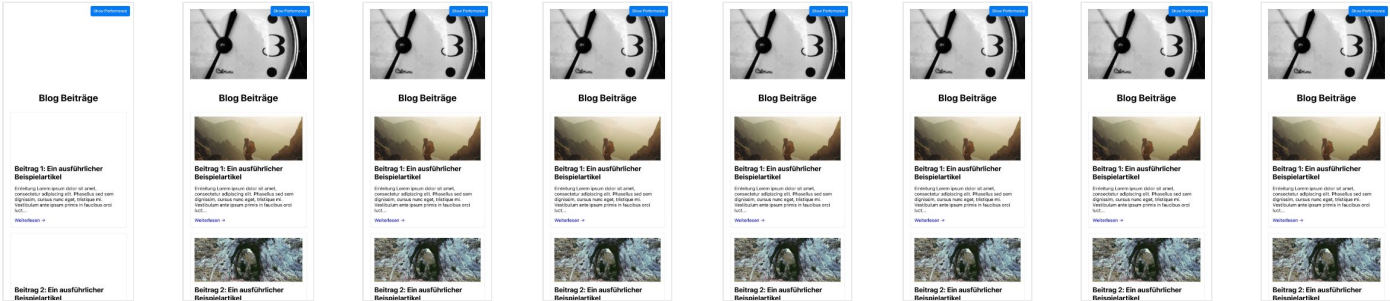 Show Performance
Blog Beiträge
Beitrag 1: Ein ausführlicher
Beispielartikel
Einleitung Lorem ipsum dolor sit amet,
consectetur adipiscing elit. Phasellus sed sem
dignissim, cursus nunc eget, tristique mi.
Vestibulum ante ipsum primis in faucibus orci
luct...
Weiterlesen →
Beitrag 2: Ein ausführlicher
Beispielartikel
Show Performance
3
Blog Beiträge
Beitrag 1: Ein ausführlicher
Beispielartikel
Einleitung Lorem ipsum dolor sit amet,
consectetur adipiscing elit. Phasellus sed sem
dignissim, cursus nunc eget, tristique mi.
Vestibulum ante ipsum primis in faucibus orci
luct...
Weiterlesen →
Beitrag 2: Ein ausführlicher
Beispielartikel
Show Performance
3
Blog Beiträge
Beitrag 1: Ein ausführlicher
Beispielartikel
Einleitung Lorem ipsum dolor sit amet,
consectetur adipiscing elit. Phasellus sed sem
dignissim, cursus nunc eget, tristique mi.
Vestibulum ante ipsum primis in faucibus orci
luct...
Weiterlesen →
Beitrag 2: Ein ausführlicher
Beispielartikel
Show Performance
3
Blog Beiträge
Beitrag 1: Ein ausführlicher
Beispielartikel
Einleitung Lorem ipsum dolor sit amet,
consectetur adipiscing elit. Phasellus sed sem
dignissim, cursus nunc eget, tristique mi.
Vestibulum ante ipsum primis in faucibus orci
luct...
Weiterlesen →
Beitrag 2: Ein ausführlicher
Beispielartikel
Show Performance
3
Blog Beiträge
Beitrag 1: Ein ausführlicher
Beispielartikel
Einleitung Lorem ipsum dolor sit amet,
consectetur adipiscing elit. Phasellus sed sem
dignissim, cursus nunc eget, tristique mi.
Vestibulum ante ipsum primis in faucibus orci
luct...
Weiterlesen →
Beitrag 2: Ein ausführlicher
Beispielartikel
Show Performance
3
Blog Beiträge
Beitrag 1: Ein ausführlicher
Beispielartikel
Einleitung Lorem ipsum dolor sit amet,
consectetur adipiscing elit. Phasellus sed sem
dignissim, cursus nunc eget, tristique mi.
Vestibulum ante ipsum primis in faucibus orci
luct...
Weiterlesen →
Beitrag 2: Ein ausführlicher
Beispielartikel
Show Performance
3
Blog Beiträge
Beitrag 1: Ein ausführlicher
Beispielartikel
Einleitung Lorem ipsum dolor sit amet,
consectetur adipiscing elit. Phasellus sed sem
dignissim, cursus nunc eget, tristique mi.
Vestibulum ante ipsum primis in faucibus orci
luct...
Weiterlesen →
Beitrag 2: Ein ausführlicher
Beispielartikel
Show Performance
3
Blog Beiträge
Beitrag 1: Ein ausführlicher
Beispielartikel
Einleitung Lorem ipsum dolor sit amet,
consectetur adipiscing elit. Phasellus sed sem
dignissim, cursus nunc eget, tristique mi.
Vestibulum ante ipsum primis in faucibus orci
luct...
Weiterlesen →
Beitrag 2: Ein ausführlicher
Beispielartikel